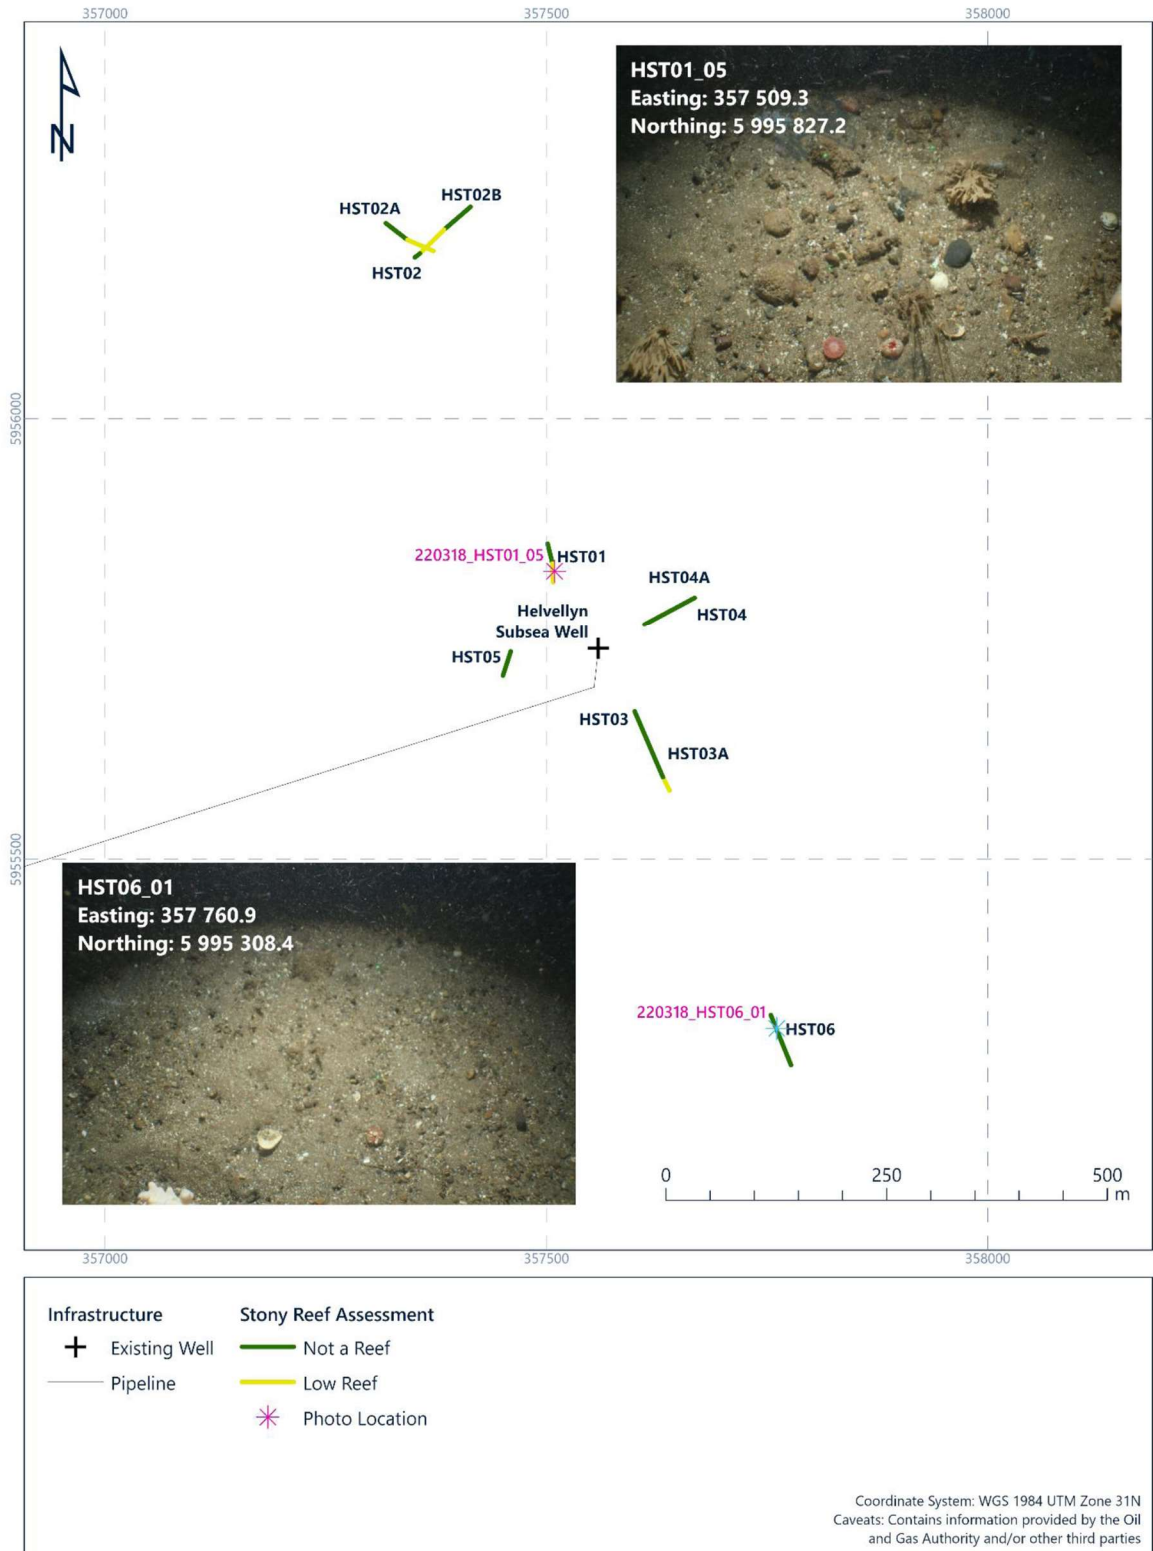 357000
357500
358000
N
HST01_05
Easting: 357 509.3
Northing: 5 995 827.2
HST02A
HST02B
HST02
5956000
220318_HST01_05
HST01
HST04A
HST04
Helvellyn
Subsea Well
HST05
HST03
HST03A
5955500
HST06_01
Easting: 357 760.9
Northing: 5 995 308.4
220318_HST06_01
HST06
0
250
500
m
357000
357500
358000
Infrastructure
Existing Well
Pipeline
Stony Reef Assessment
Not a Reef
Low Reef
Photo Location
Coordinate System: WGS 1984 UTM Zone 31N
Caveats: Contains information provided by the Oil
and Gas Authority and/or other third parties